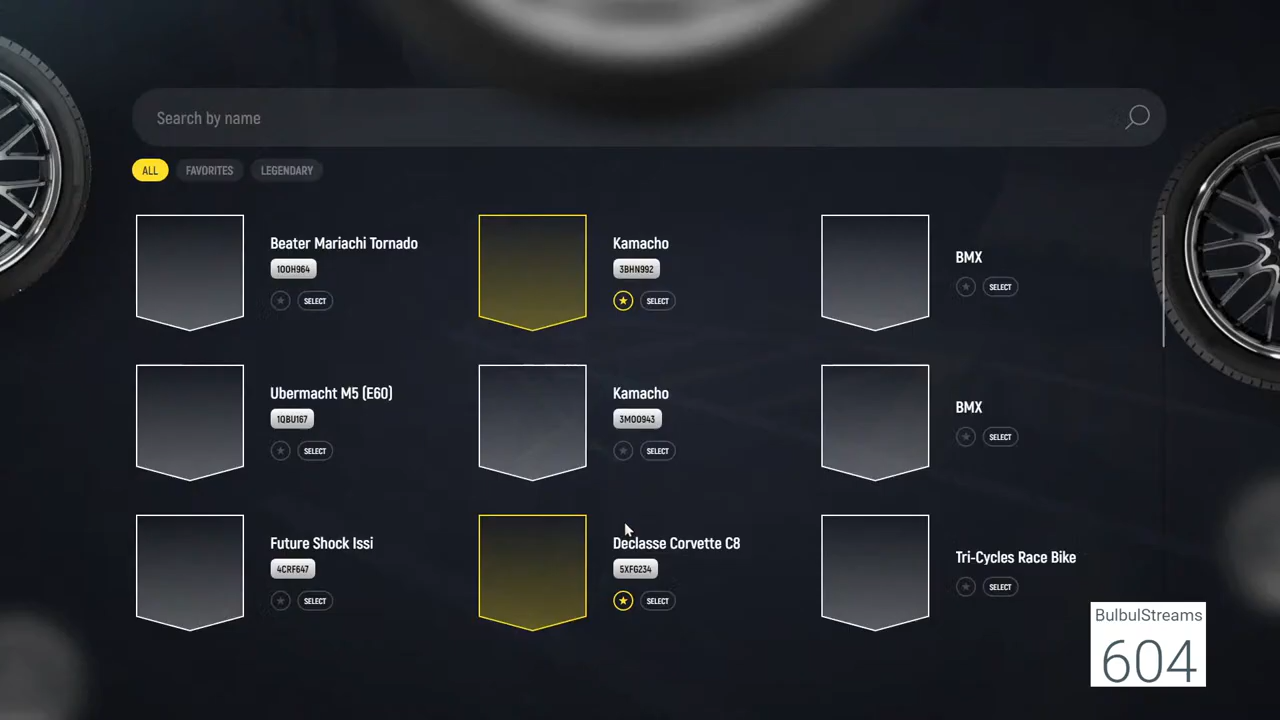 Search by name
ALL
FAVORITES
LEGENDARY
Beater Mariachi Tornado
10OH964
SELECT
Kamacho
3BHN992
SELECT
BMX
SELECT
Ubermacht M5 (E60)
1QBU167
SELECT
Kamacho
3MOO943
SELECT
BMX
SELECT
Future Shock Issi
4CRF647
SELECT
Declasse Corvette C8
5XFG234
SELECT
Tri-Cycles Race Bike
SELECT
BulbulStreams
604